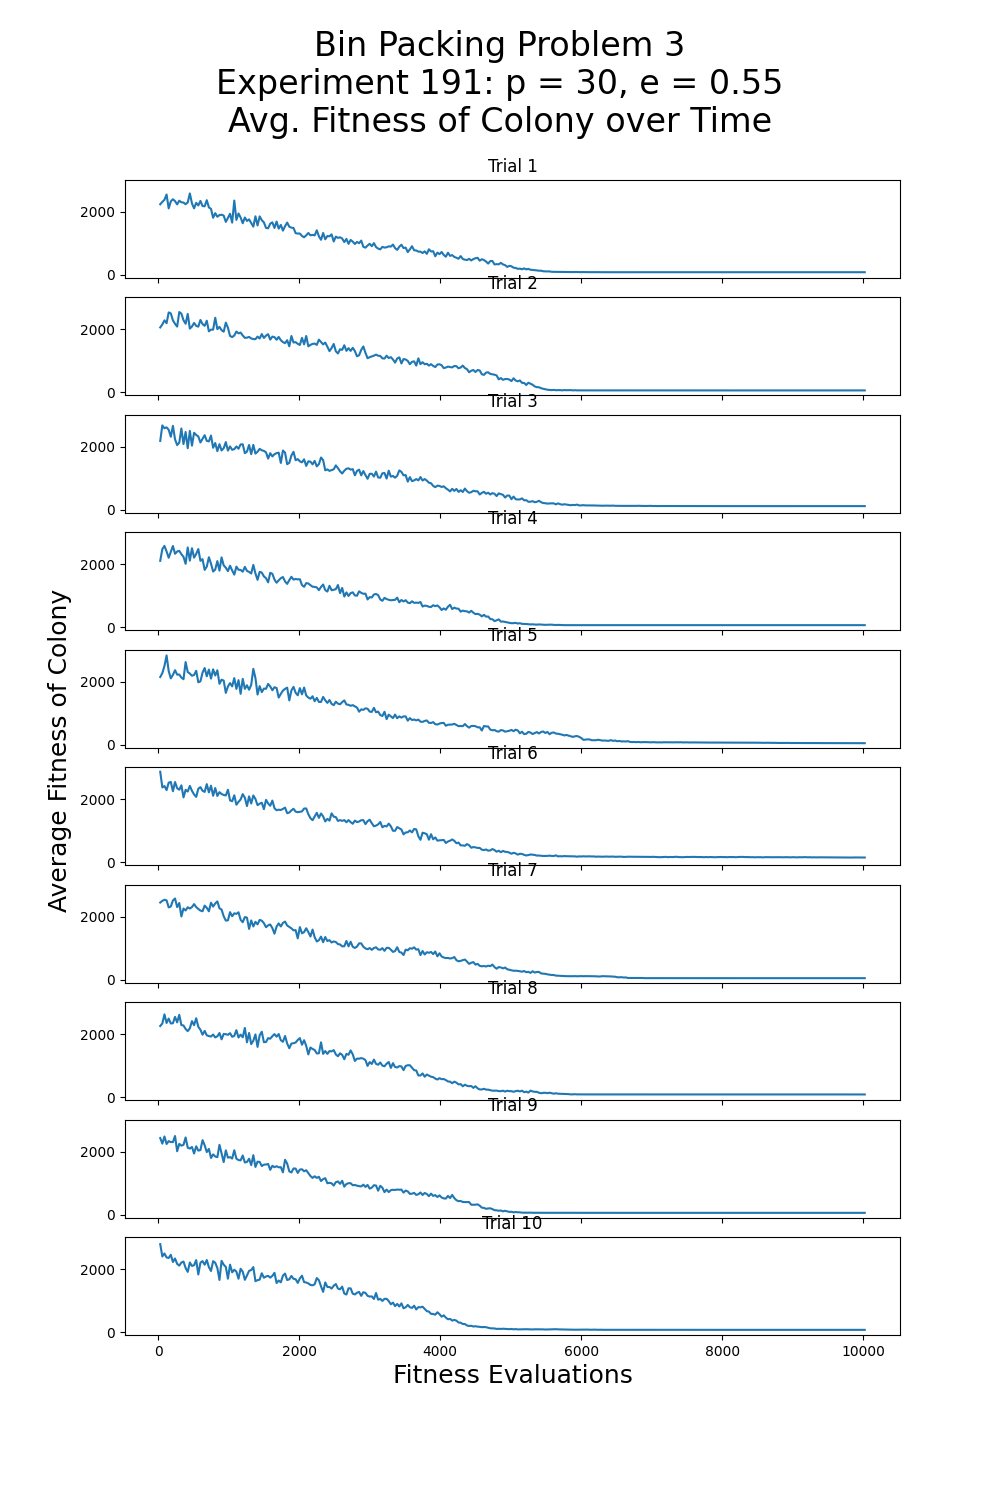 Bin Packing Problem 3
Experiment 191: p = 30, e = 0.55
Avg. Fitness of Colony over Time
Trial 1
2000
0
Trial 2
2000
0
Trial 3
2000
0
Trial 4
2000
0
Trial 5
2000
0
Trial 6
2000
0
Trial 7
2000
0
Trial 8
2000
0
Trial 9
2000
0
Trial 10
2000
0
0 2000 4000 6000 8000 10000
Fitness Evaluations
Average Fitness of Colony